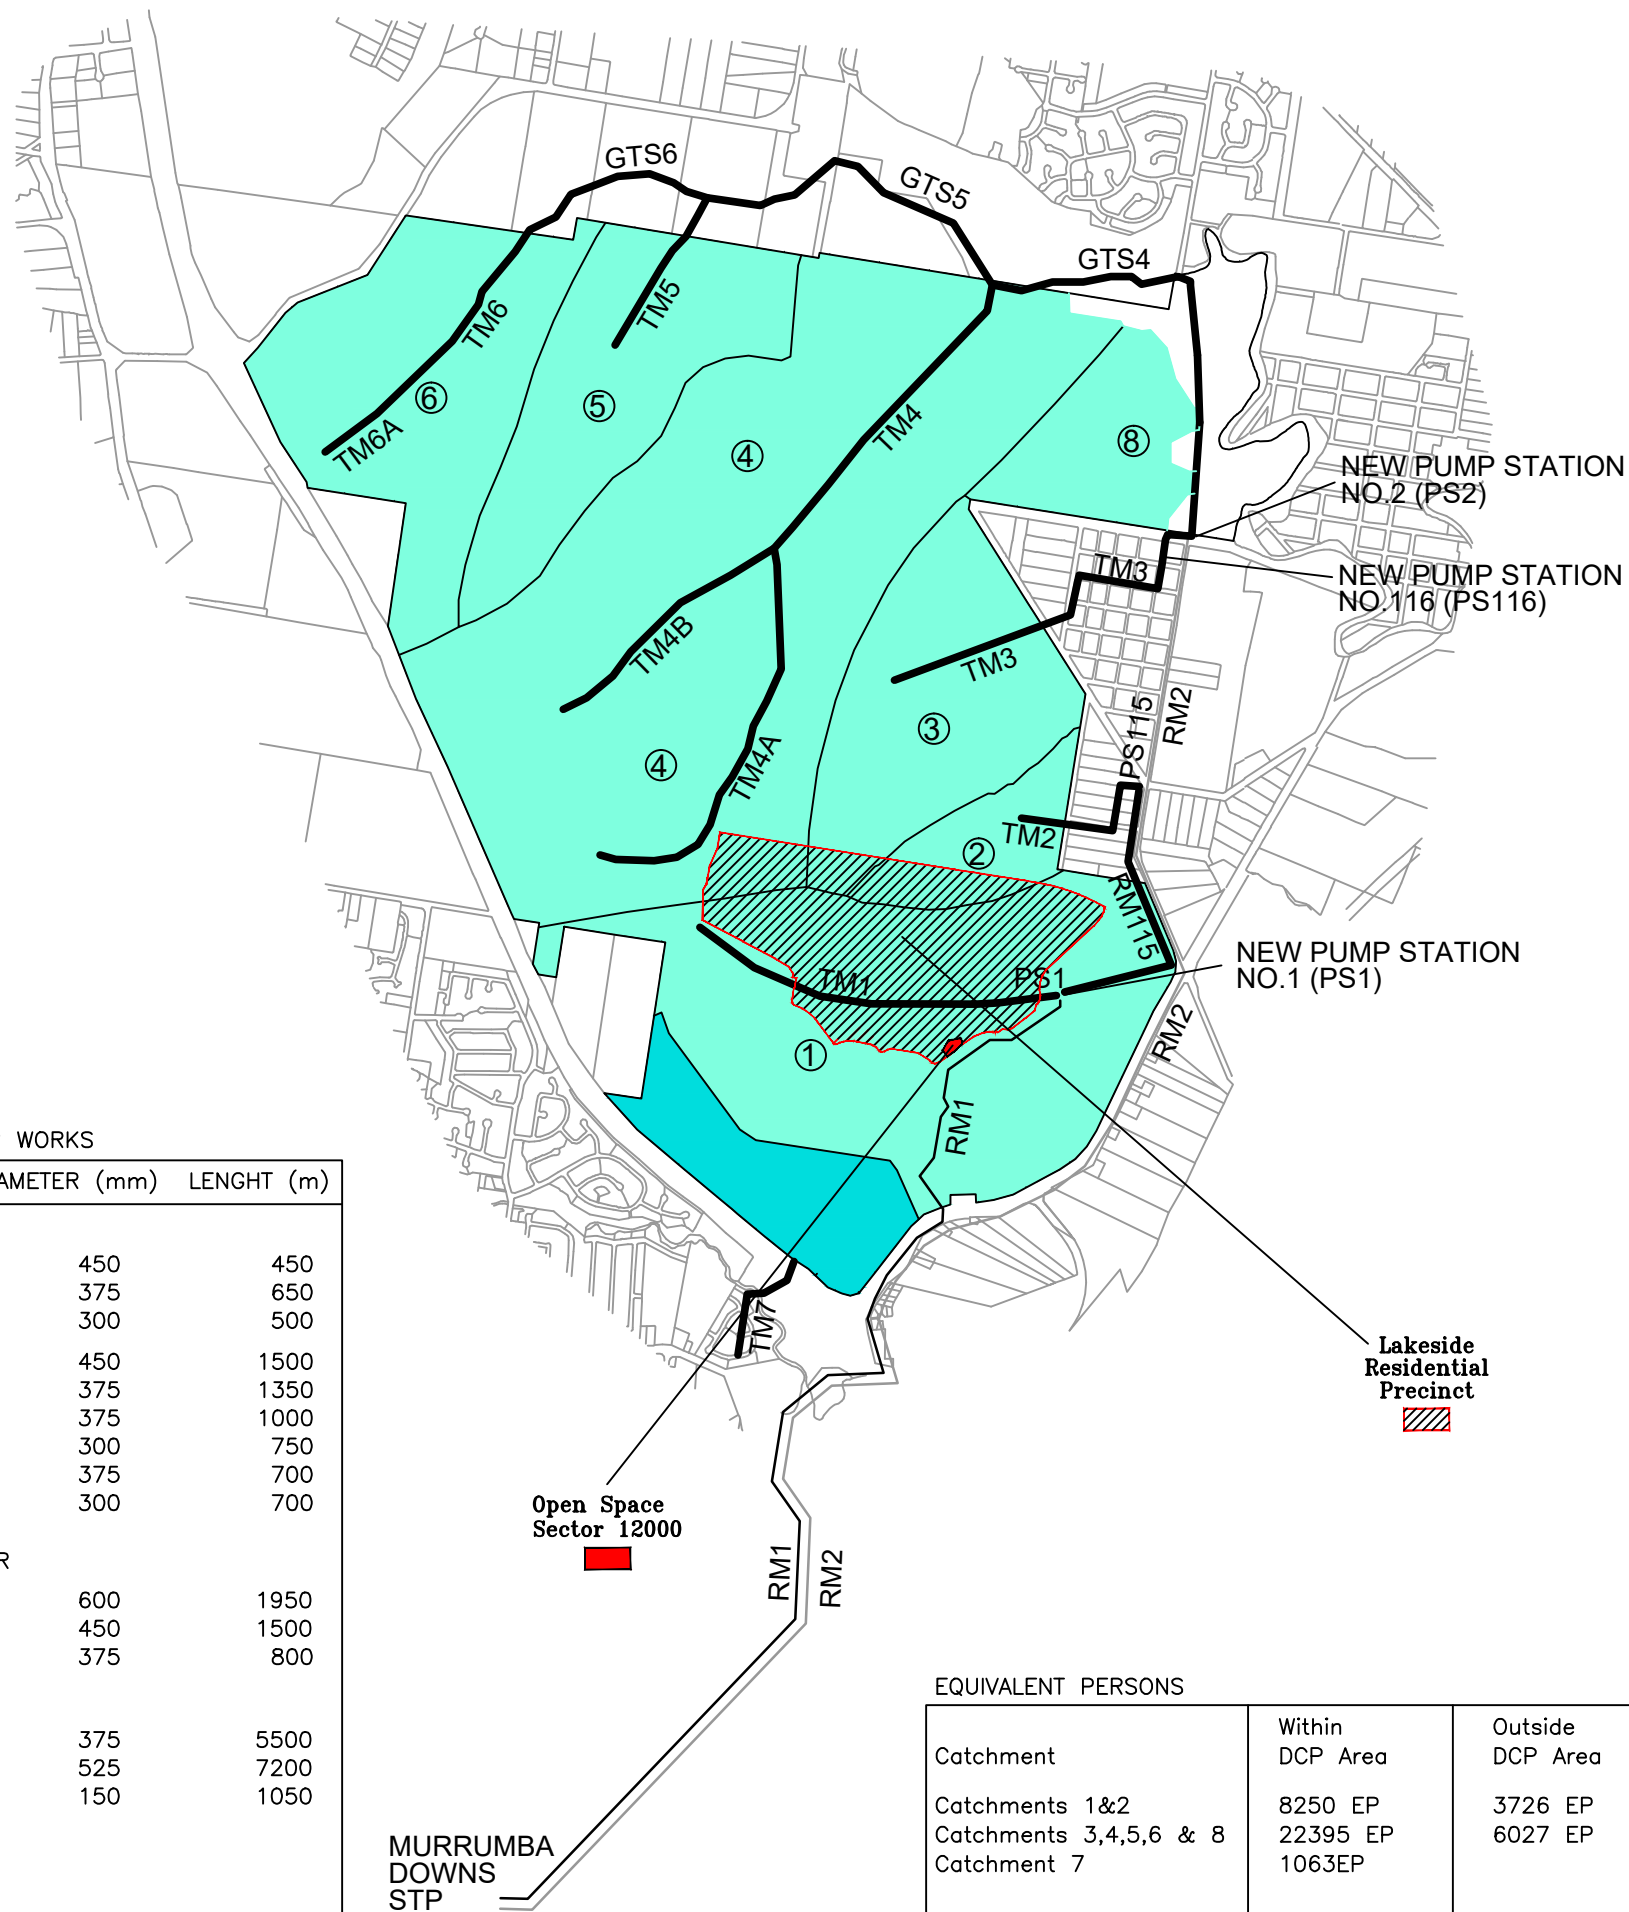 GTS6
GTS5
GTS4
TM6
TM5
TM6A
⑥
⑤
④
TM4
⑧
NEW PUMP STATION
NO.2 (PS2)
TM3
NEW PUMP STATION
NO.116 (PS116)
TM4B
TM3
③
PS115
RM2
④
TM4A
TM2
②
RM115
NEW PUMP STATION
NO.1 (PS1)
TM1
PS1
①
RM2
RM1
TM7
Lakeside
Residential
Precinct
Open Space
Sector 12000
RM1
RM2
MURRUMBA
DOWNS
STP
WORKS
AMETER (mm) LENGHT (m)
450 450
375 650
300 500
450 1500
375 1350
375 1000
300 750
375 700
300 700
R
600 1950
450 1500
375 800
375 5500
525 7200
150 1050
EQUIVALENT PERSONS
Within Outside
Catchment DCP Area DCP Area
Catchments 1&2 8250 EP 3726 EP
Catchments 3,4,5,6 & 8 22395 EP 6027 EP
Catchment 7 1063EP